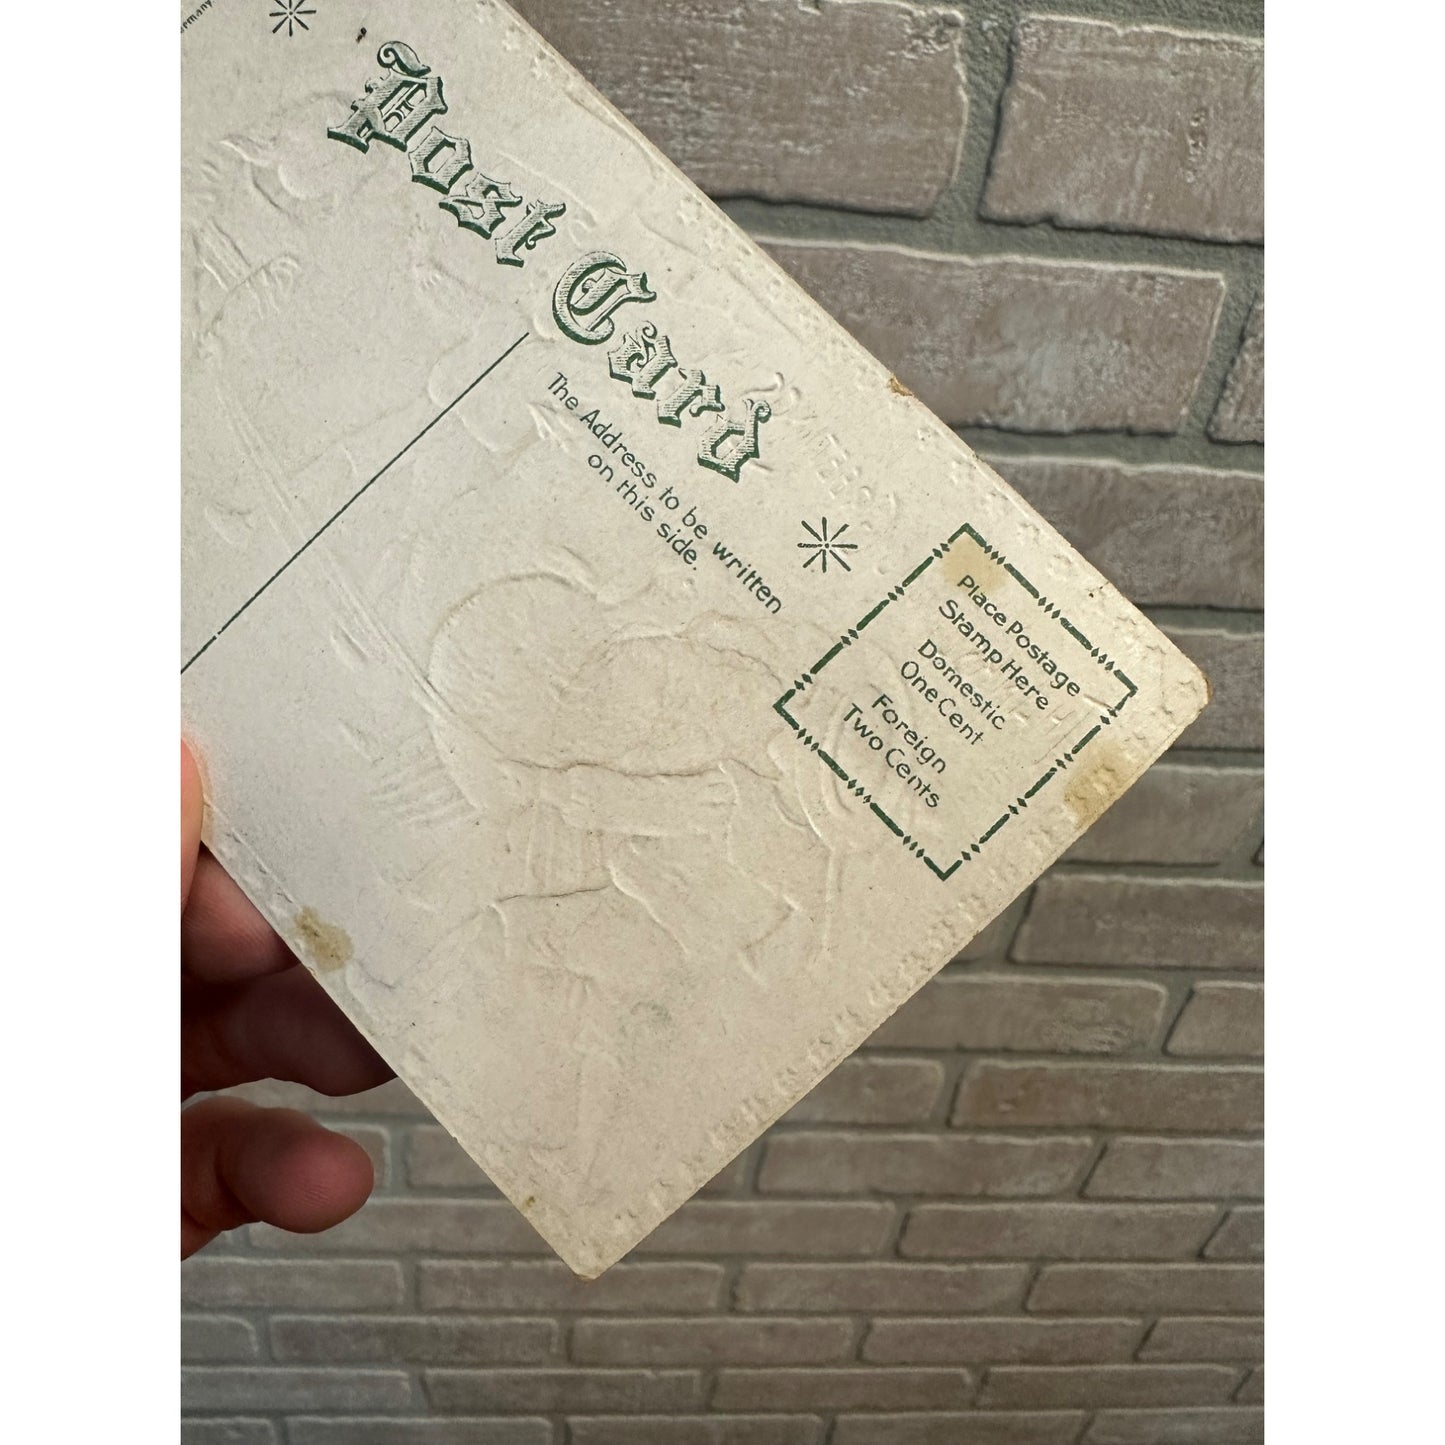 ermany.
Post Card
The Address to be written
on this side.
Place Postage
Stamp Here
Domestic
One Cent
Foreign
Two Cents